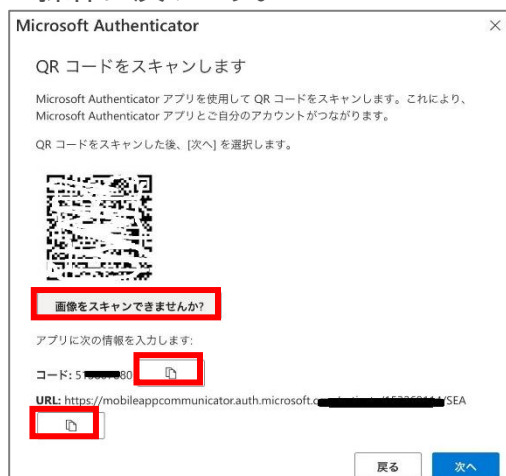 Microsoft Authenticator
QR コードをスキャンします
Microsoft Authenticator アプリを使用して QR コードをスキャンします。これにより、
Microsoft Authenticator アプリとご自分のアカウントがつながります。
QR コードをスキャンした後、[次へ] を選択します。
画像をスキャンできませんか?
アプリに次の情報を入力します:
コード:
URL: https://mobileappcommunicator.auth.microsoft.c /SEA
戻る 次へ